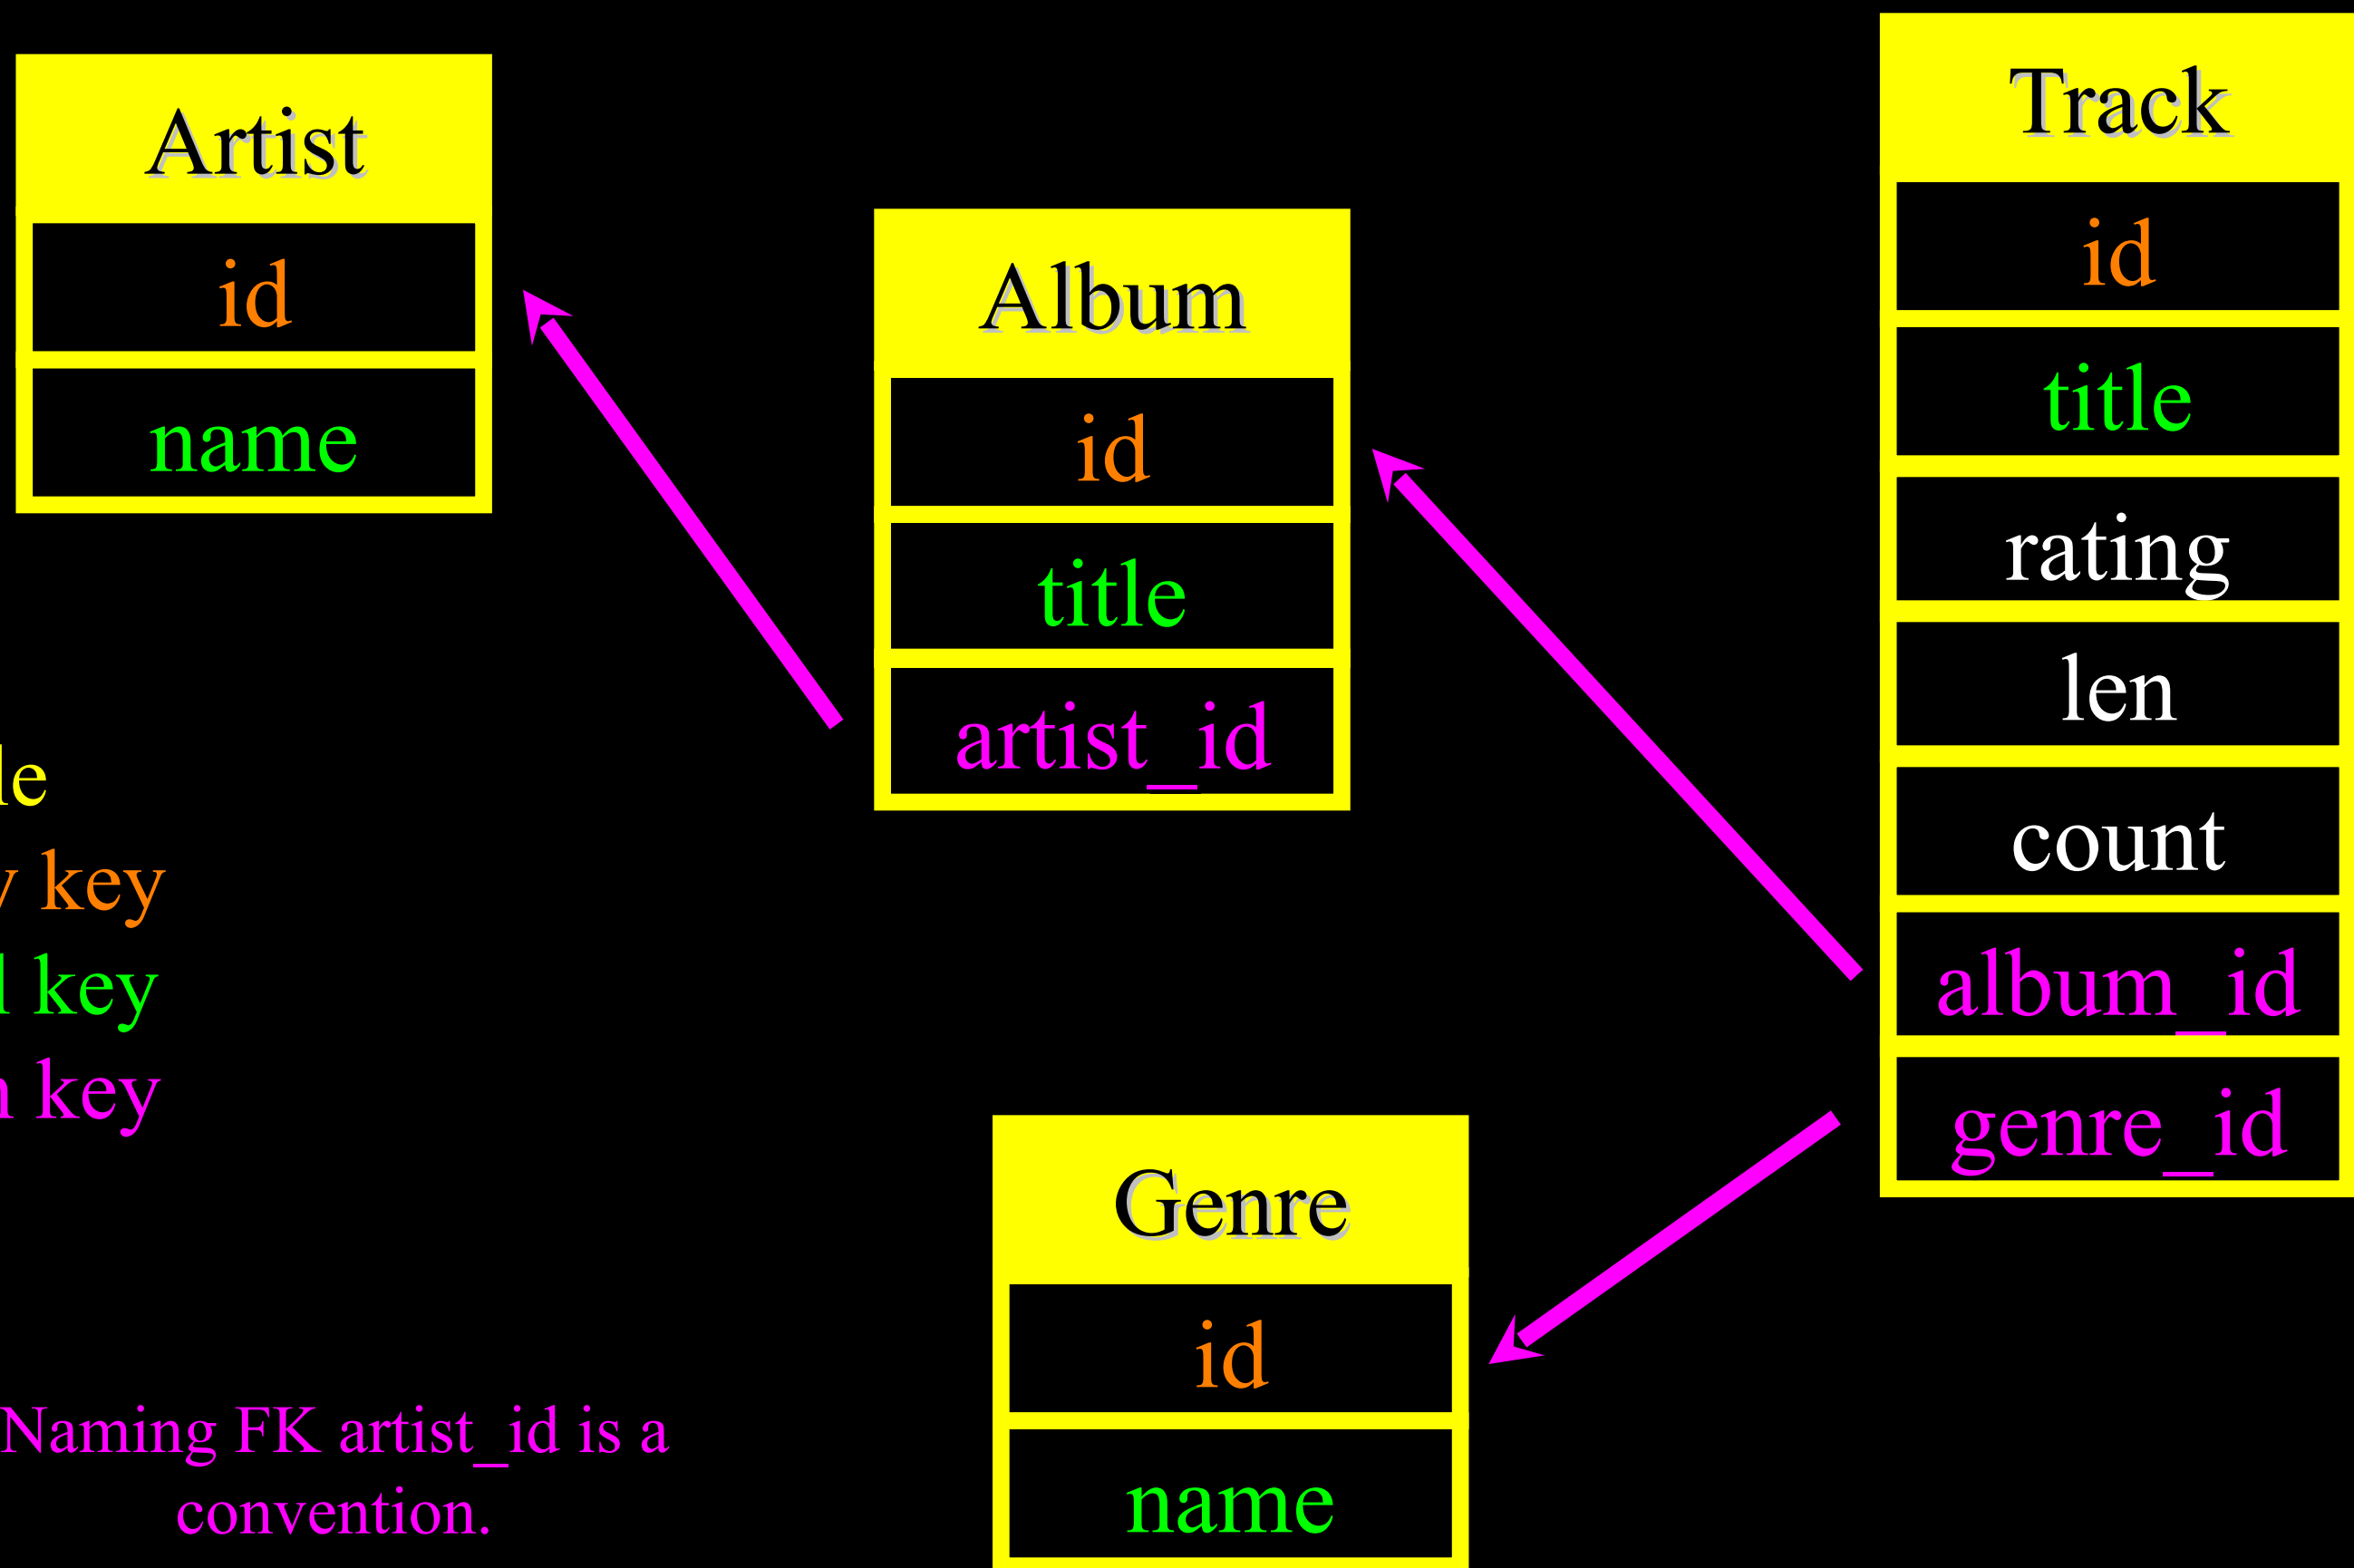 Artist
id
name
Album
id
title
artist_id
Track
id
title
rating
len
count
album_id
genre_id
key
key
key
Genre
id
name
Naming FK artist_id is a
convention.